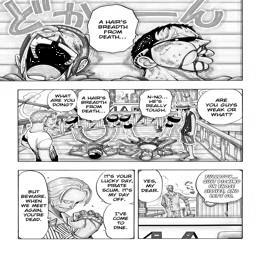 A HAIR'S
BREADTH
FROM
DEATH...
ARE
YOU GUYS
WEAK OR
WHAT?
N-NO...
HE'S
REALLY
TOUGH.
A HAIR'S
BREADTH
FROM
DEATH...
WHAT
ARE YOU
DOING?
AND
YES,
MY
DEAR.
IT'S YOUR
LUCKY DAY,
PIRATE
SCUM. IT'S
MY DAY
OFF.
I'VE
COME TO
DINE.
BUT
BEWARE.
WHEN WE
MEET
AGAIN,
YOU'RE
DEAD.